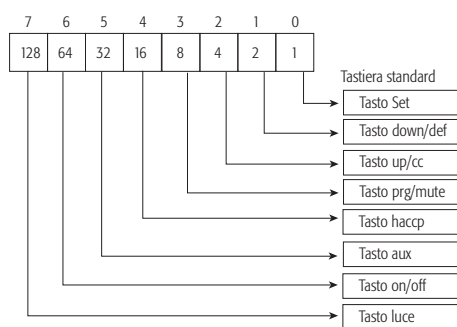 7 6 5 4 3 2 1 0
128 64 32 16 8 4 2 1
Tastiera standard
Tasto Set
Tasto down/def
Tasto up/cc
Tasto prg/mute
Tasto haccp
Tasto aux
Tasto on/off
Tasto luce